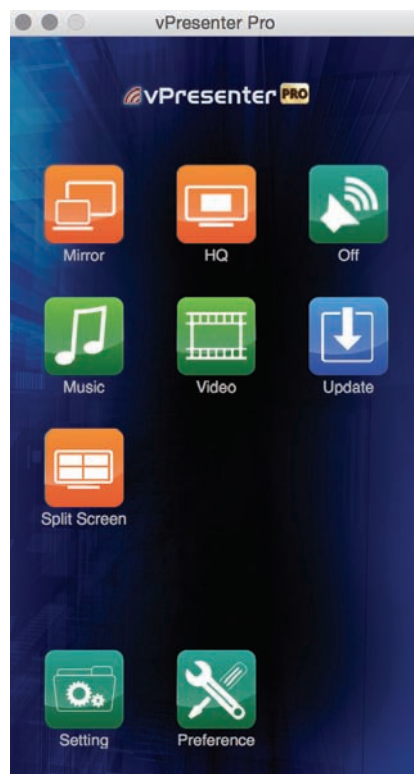 vPresenter Pro
vPresenter PRO
Mirror
HQ
Off
Music
Video
Update
Split Screen
Setting
Preference